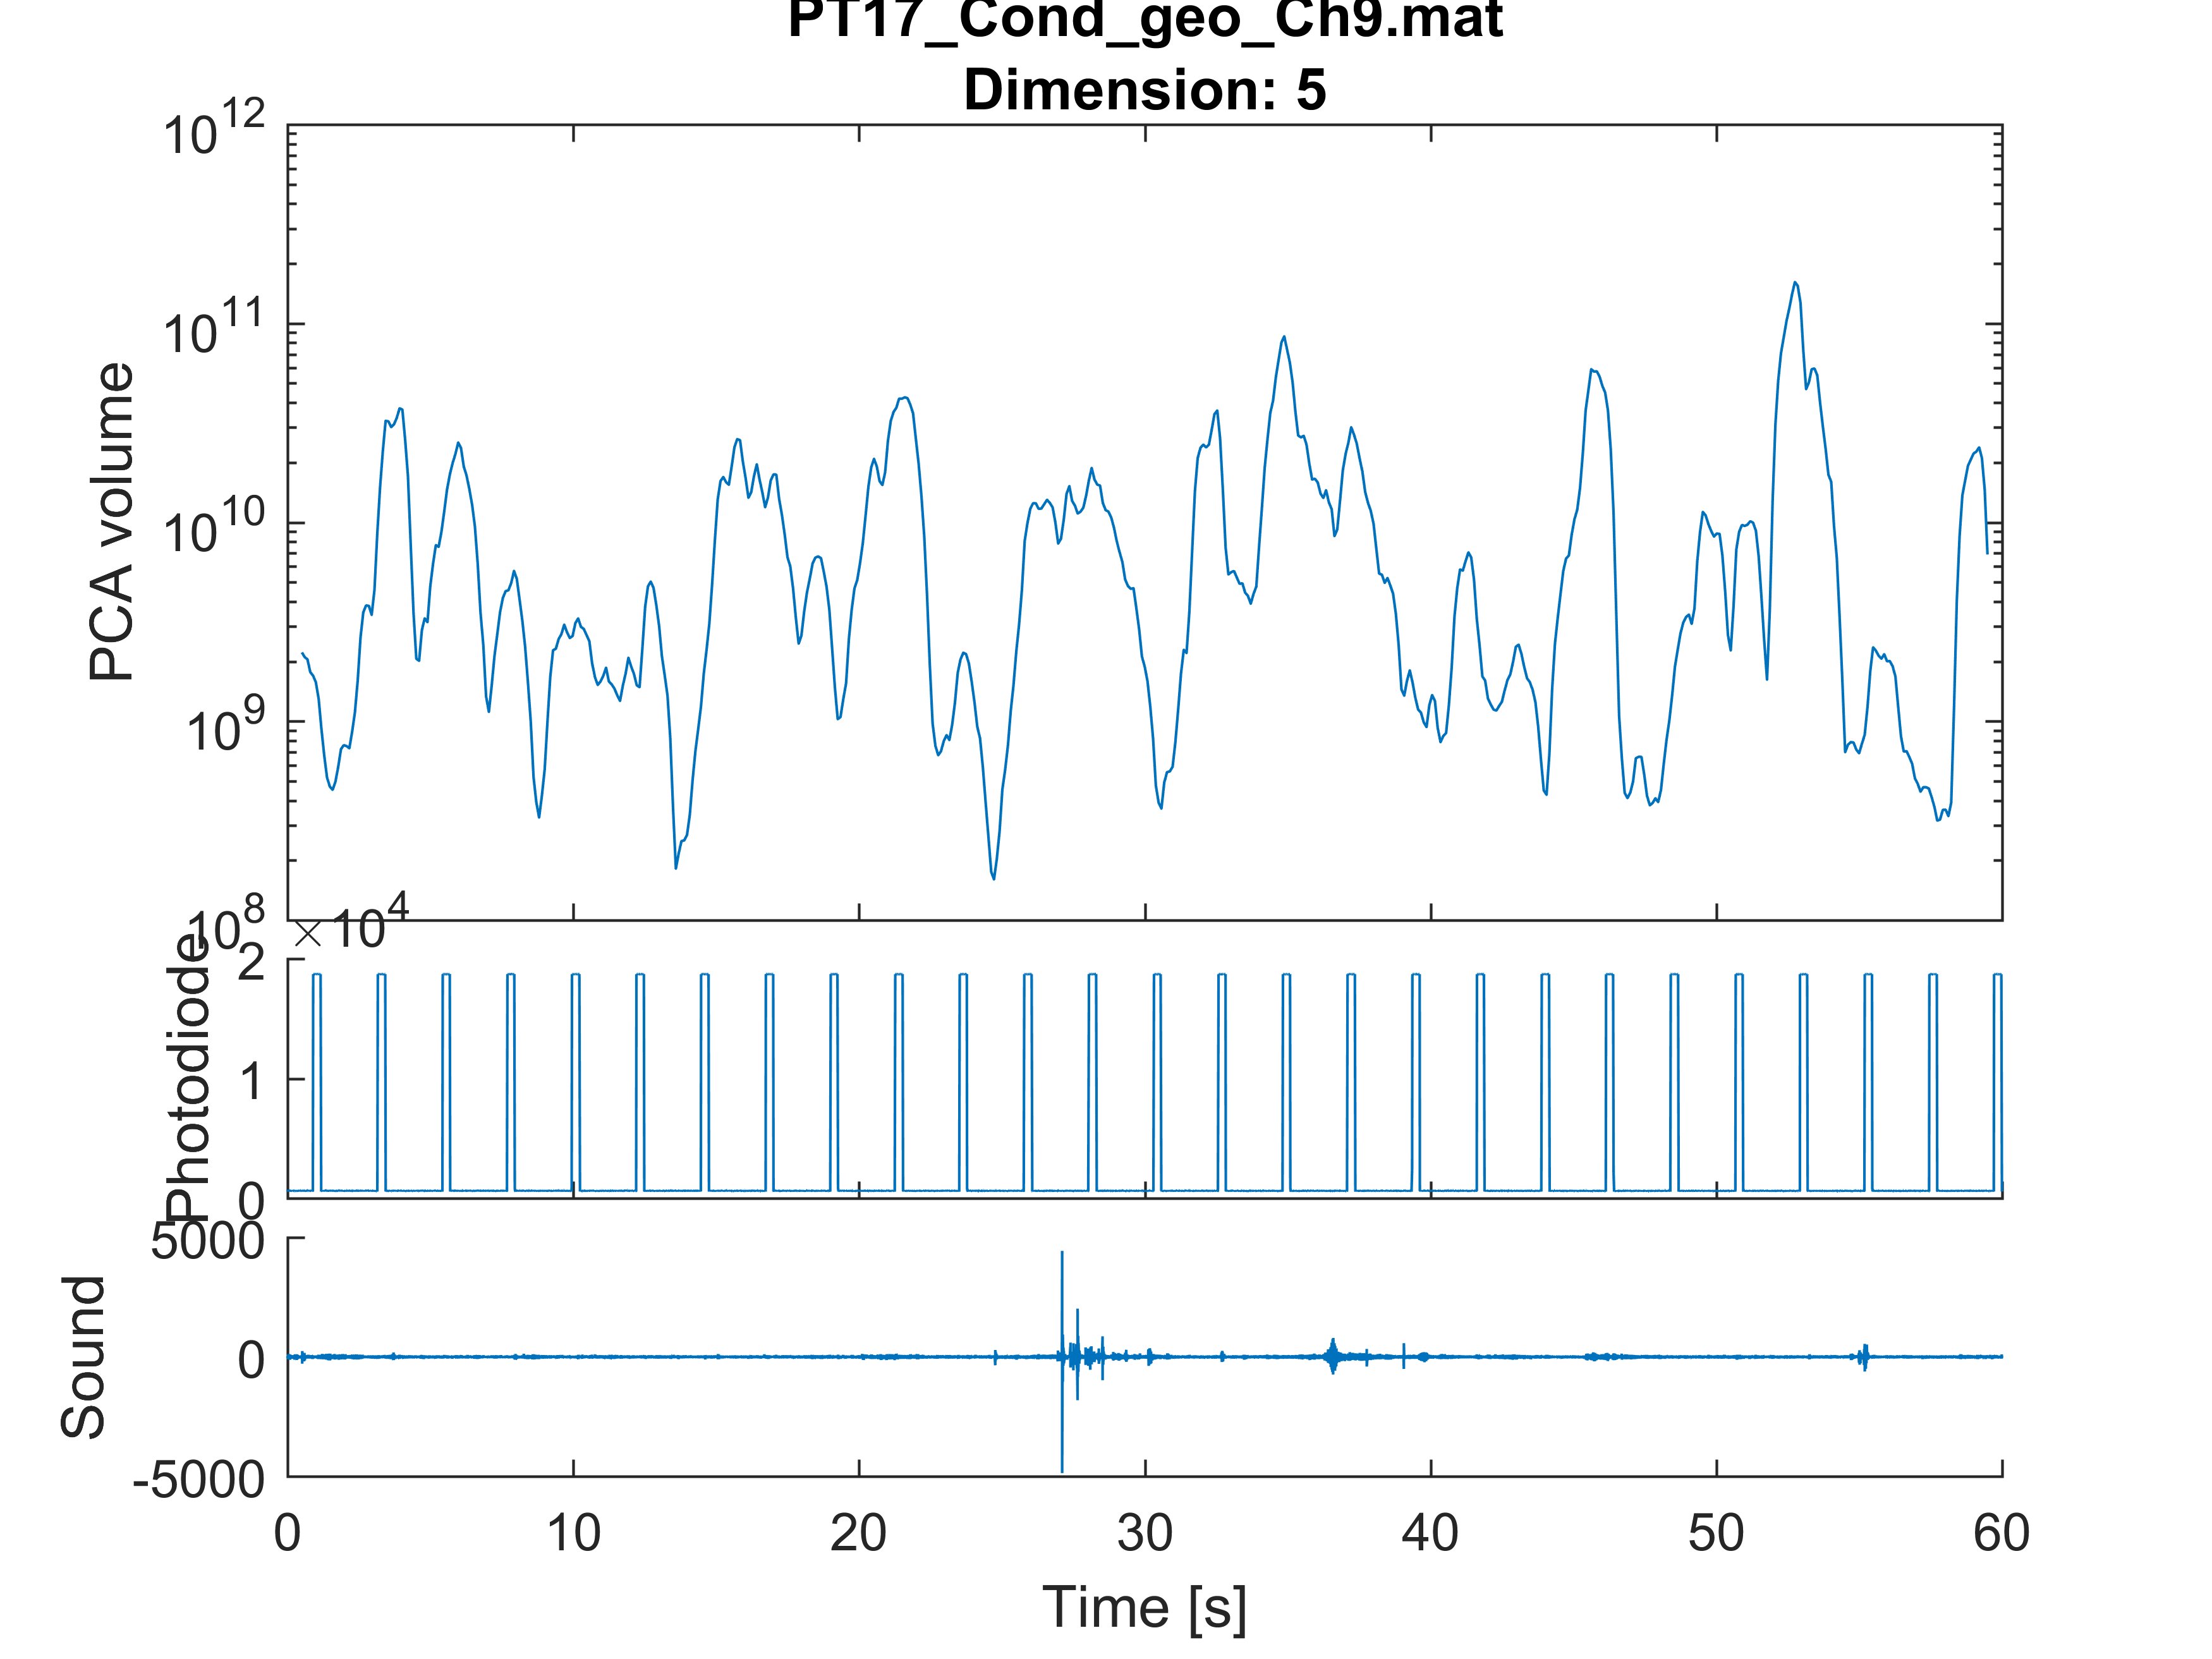 PT17_Cond_geo_Ch9.mat
Dimension: 5
10^12
10^11
10^10
10^9
10^8
PCA volume
× 10^4
2
1
0
Photodiode
5000
0
-5000
Sound
0 10 20 30 40 50 60
Time [s]